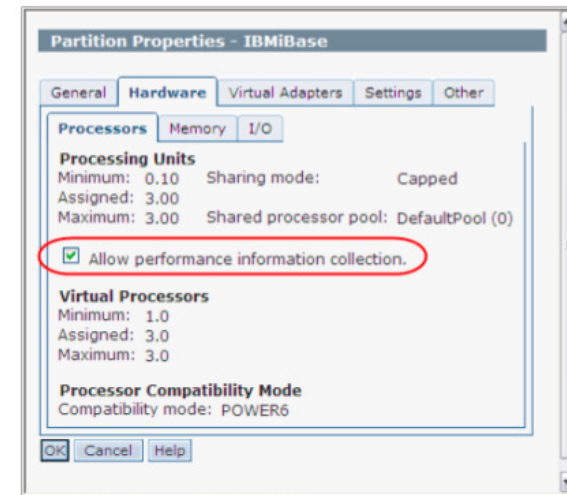 Partition Properties - IBMiBase
General Hardware Virtual Adapters Settings Other
Processors Memory I/O
Processing Units
Minimum: 0.10 Sharing mode: Capped
Assigned: 3.00
Maximum: 3.00 Shared processor pool: DefaultPool (0)
Allow performance information collection.
Virtual Processors
Minimum: 1.0
Assigned: 3.0
Maximum: 3.0
Processor Compatibility Mode
Compatibility mode: POWER6
OK Cancel Help